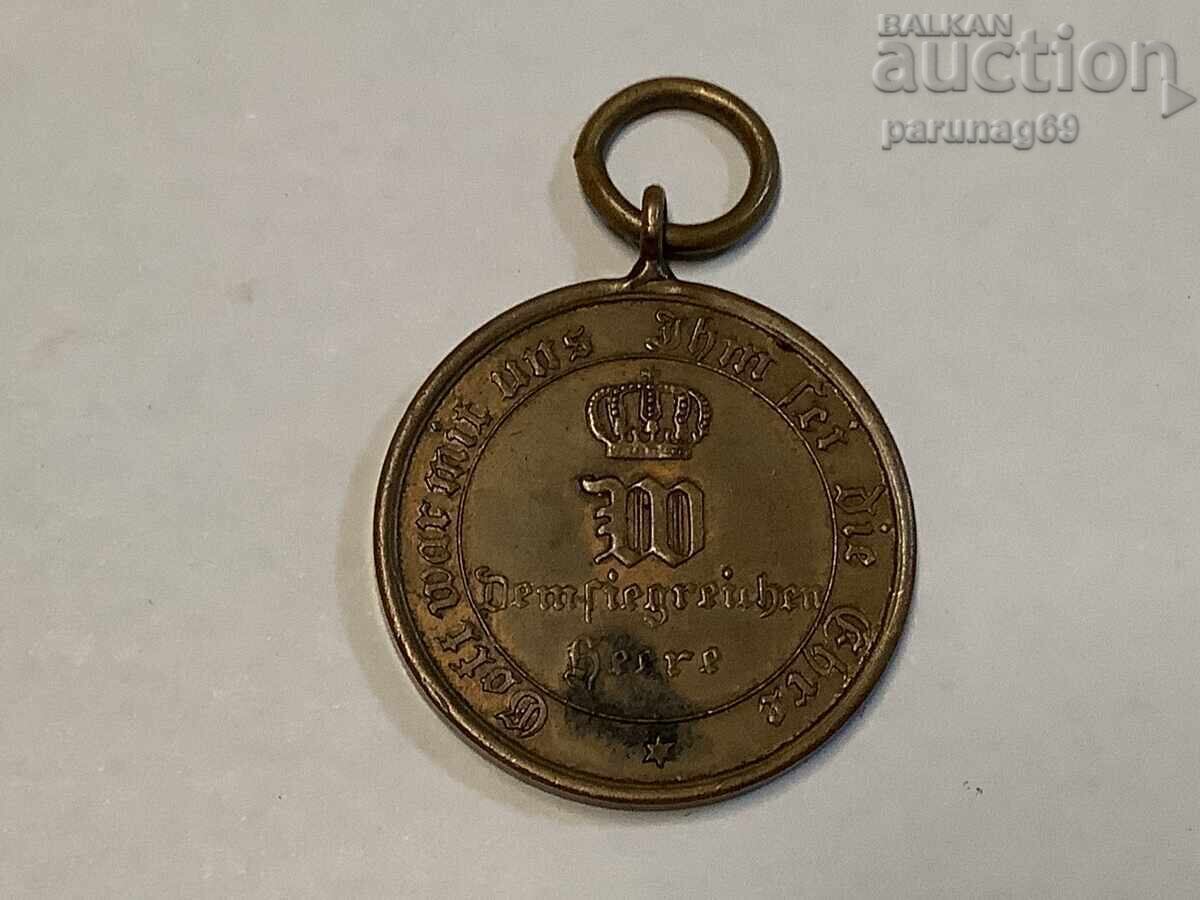 BALKAN
auction
parunag69
Gott war mit uns Ihm sei die Ehre
W
Dem siegreichen
Heere